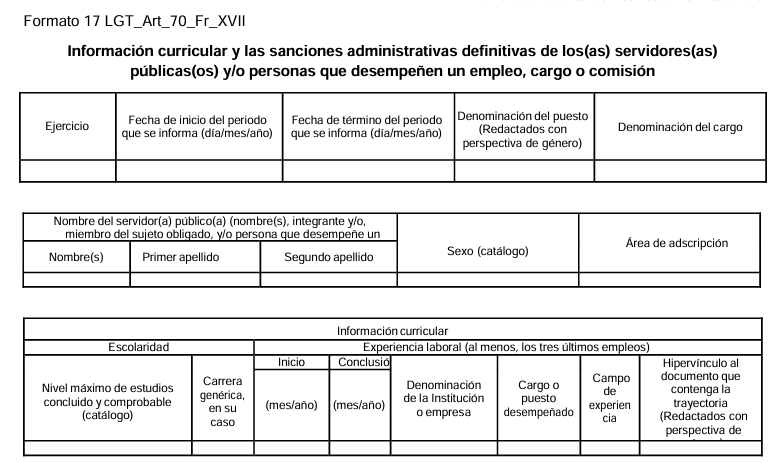 Formato 17 LGT_Art_70_Fr_XVII
Información curricular y las sanciones administrativas definitivas de los(as) servidores(as)
públicas(os) y/o personas que desempeñen un empleo, cargo o comisión
Ejercicio
Fecha de inicio del periodo
que se informa (día/mes/año)
Fecha de término del periodo
que se informa (día/mes/año)
Denominación del puesto
(Redactados con
perspectiva de género)
Denominación del cargo
Nombre del servidor(a) público(a) (nombre(s), integrante y/o,
miembro del sujeto obligado, y/o persona que desempeñe un
Nombre(s)
Primer apellido
Segundo apellido
Sexo (catálogo)
Área de adscripción
Información curricular
Escolaridad
Experiencia laboral (al menos, los tres últimos empleos)
Nivel máximo de estudios
concluido y comprobable
(catálogo)
Carrera
genérica,
en su
caso
Inicio
(mes/año)
Conclusió
(mes/año)
Denominación
de la Institución
o empresa
Cargo o
puesto
desempeñado
Campo
de
experien
cia
Hipervínculo al
documento que
contenga la
trayectoria
(Redactados con
perspectiva de